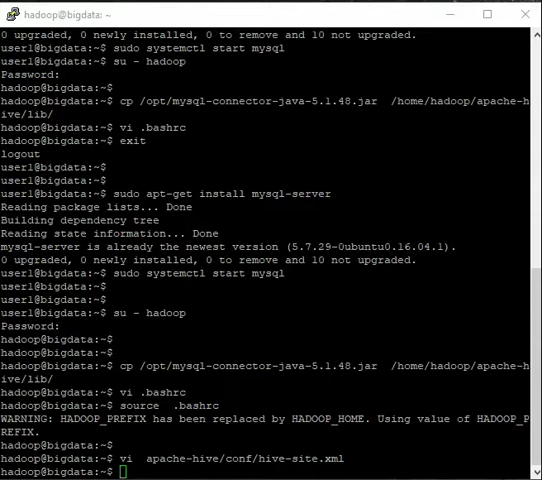 hadoop@bigdata: ~
0 upgraded, 0 newly installed, 0 to remove and 10 not upgraded.
user1@bigdata:~$ sudo systemctl start mysql
user1@bigdata:~$ su - hadoop
Password:
hadoop@bigdata:~$
hadoop@bigdata:~$ cp /opt/mysql-connector-java-5.1.48.jar  /home/hadoop/apache-h
ive/lib/
hadoop@bigdata:~$ vi .bashrc
hadoop@bigdata:~$ exit
logout
user1@bigdata:~$
user1@bigdata:~$
user1@bigdata:~$ sudo apt-get install mysql-server
Reading package lists... Done
Building dependency tree
Reading state information... Done
mysql-server is already the newest version (5.7.29-0ubuntu0.16.04.1).
0 upgraded, 0 newly installed, 0 to remove and 10 not upgraded.
user1@bigdata:~$ sudo systemctl start mysql
user1@bigdata:~$
user1@bigdata:~$
user1@bigdata:~$ su - hadoop
Password:
hadoop@bigdata:~$
hadoop@bigdata:~$
hadoop@bigdata:~$ cp /opt/mysql-connector-java-5.1.48.jar  /home/hadoop/apache-h
ive/lib/
hadoop@bigdata:~$ vi .bashrc
hadoop@bigdata:~$ source  .bashrc
WARNING: HADOOP_PREFIX has been replaced by HADOOP_HOME. Using value of HADOOP_P
REFIX.
hadoop@bigdata:~$
hadoop@bigdata:~$ vi  apache-hive/conf/hive-site.xml
hadoop@bigdata:~$